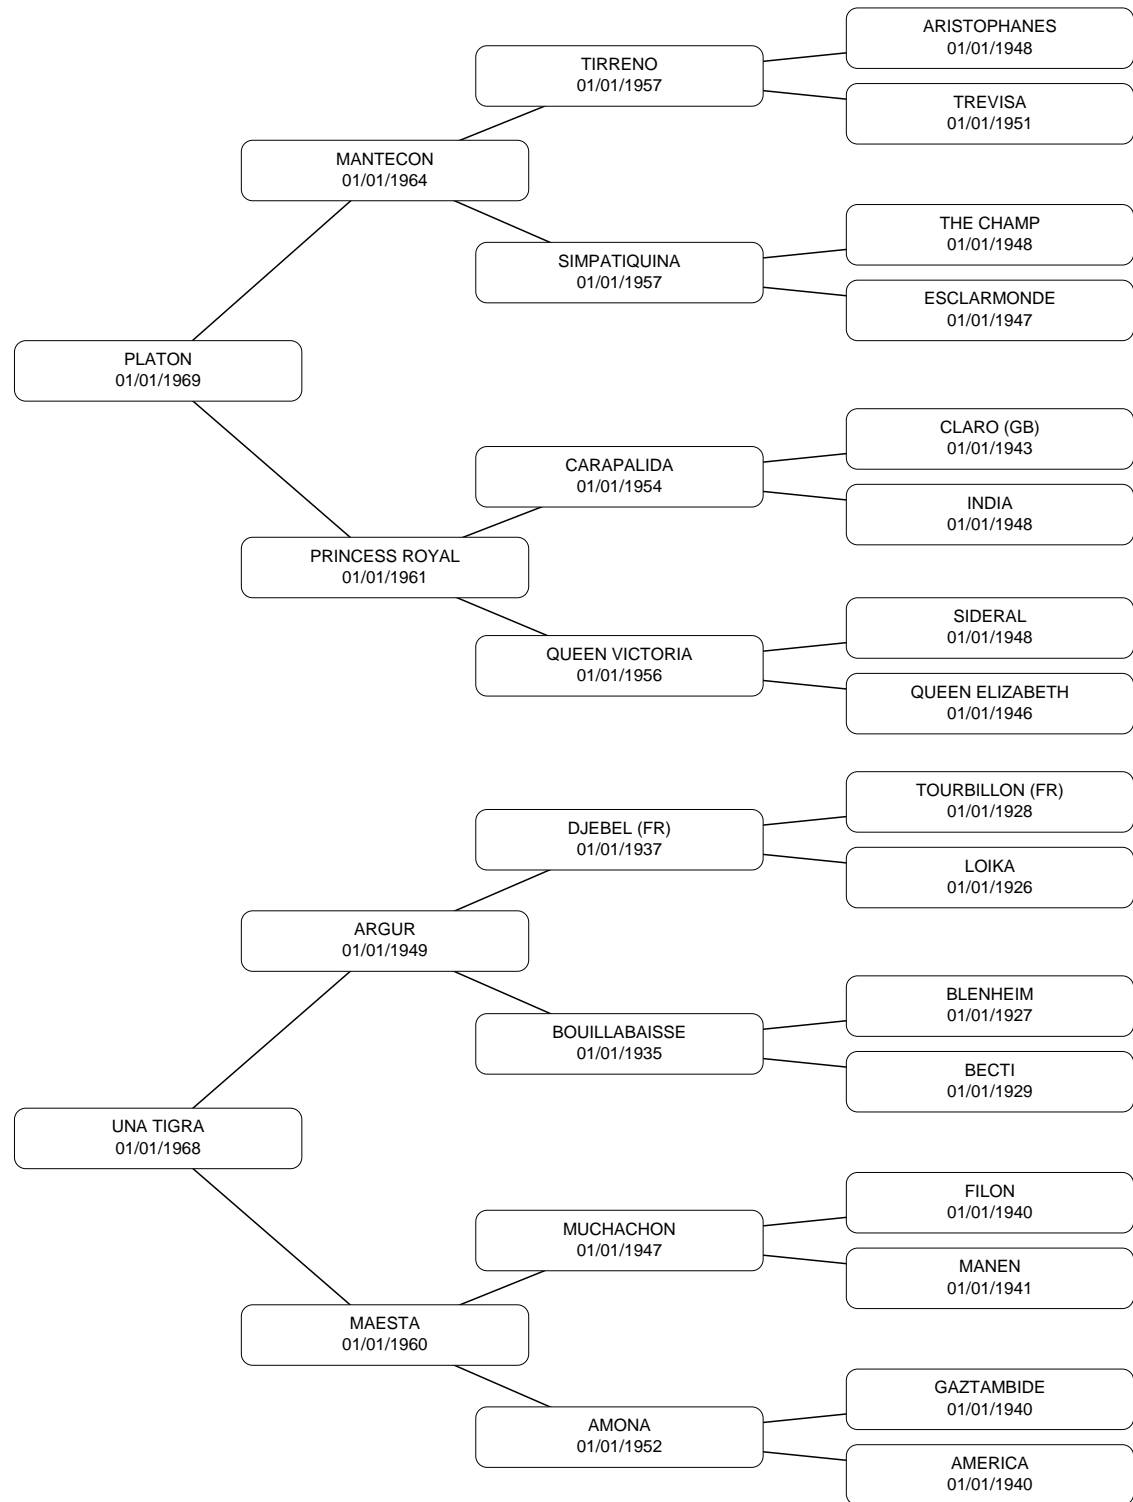 ARISTOPHANES
01/01/1948
TIRRENO
01/01/1957
TREVISA
01/01/1951
MANTECON
01/01/1964
THE CHAMP
01/01/1948
SIMPATIQUINA
01/01/1957
ESCLARMONDE
01/01/1947
PLATON
01/01/1969
CLARO (GB)
01/01/1943
CARAPALIDA
01/01/1954
INDIA
01/01/1948
PRINCESS ROYAL
01/01/1961
SIDERAL
01/01/1948
QUEEN VICTORIA
01/01/1956
QUEEN ELIZABETH
01/01/1946
TOURBILLON (FR)
01/01/1928
DJEBEL (FR)
01/01/1937
LOIKA
01/01/1926
ARGUR
01/01/1949
BLENHEIM
01/01/1927
BOUILLABAISSE
01/01/1935
BECTI
01/01/1929
UNA TIGRA
01/01/1968
FILON
01/01/1940
MUCHACHON
01/01/1947
MANEN
01/01/1941
MAESTA
01/01/1960
GAZTAMBIDE
01/01/1940
AMONA
01/01/1952
AMERICA
01/01/1940